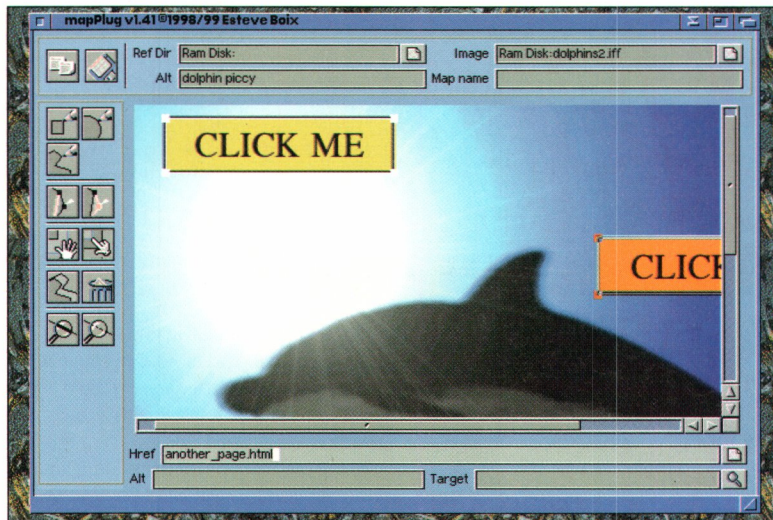 mapPlug v1.41 ©1998/99 Esteve Boix
Ref Dir Ram Disk: Image Ram Disk:dolphins2.iff
Alt dolphin piccy Map name
CLICK ME
CLICK
Href another_page.html
Alt Target